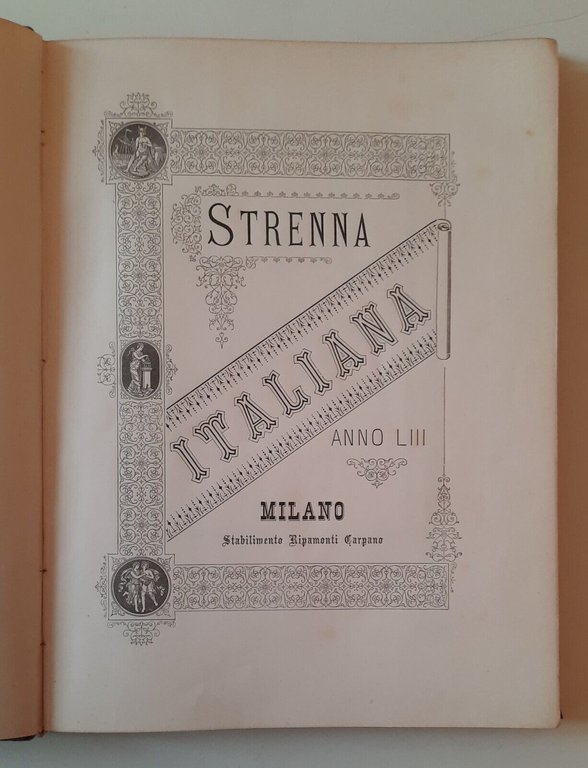 STRENNA
ITALIANA
ANNO LIII
MILANO
Stabilimento Ripamonti Carpano